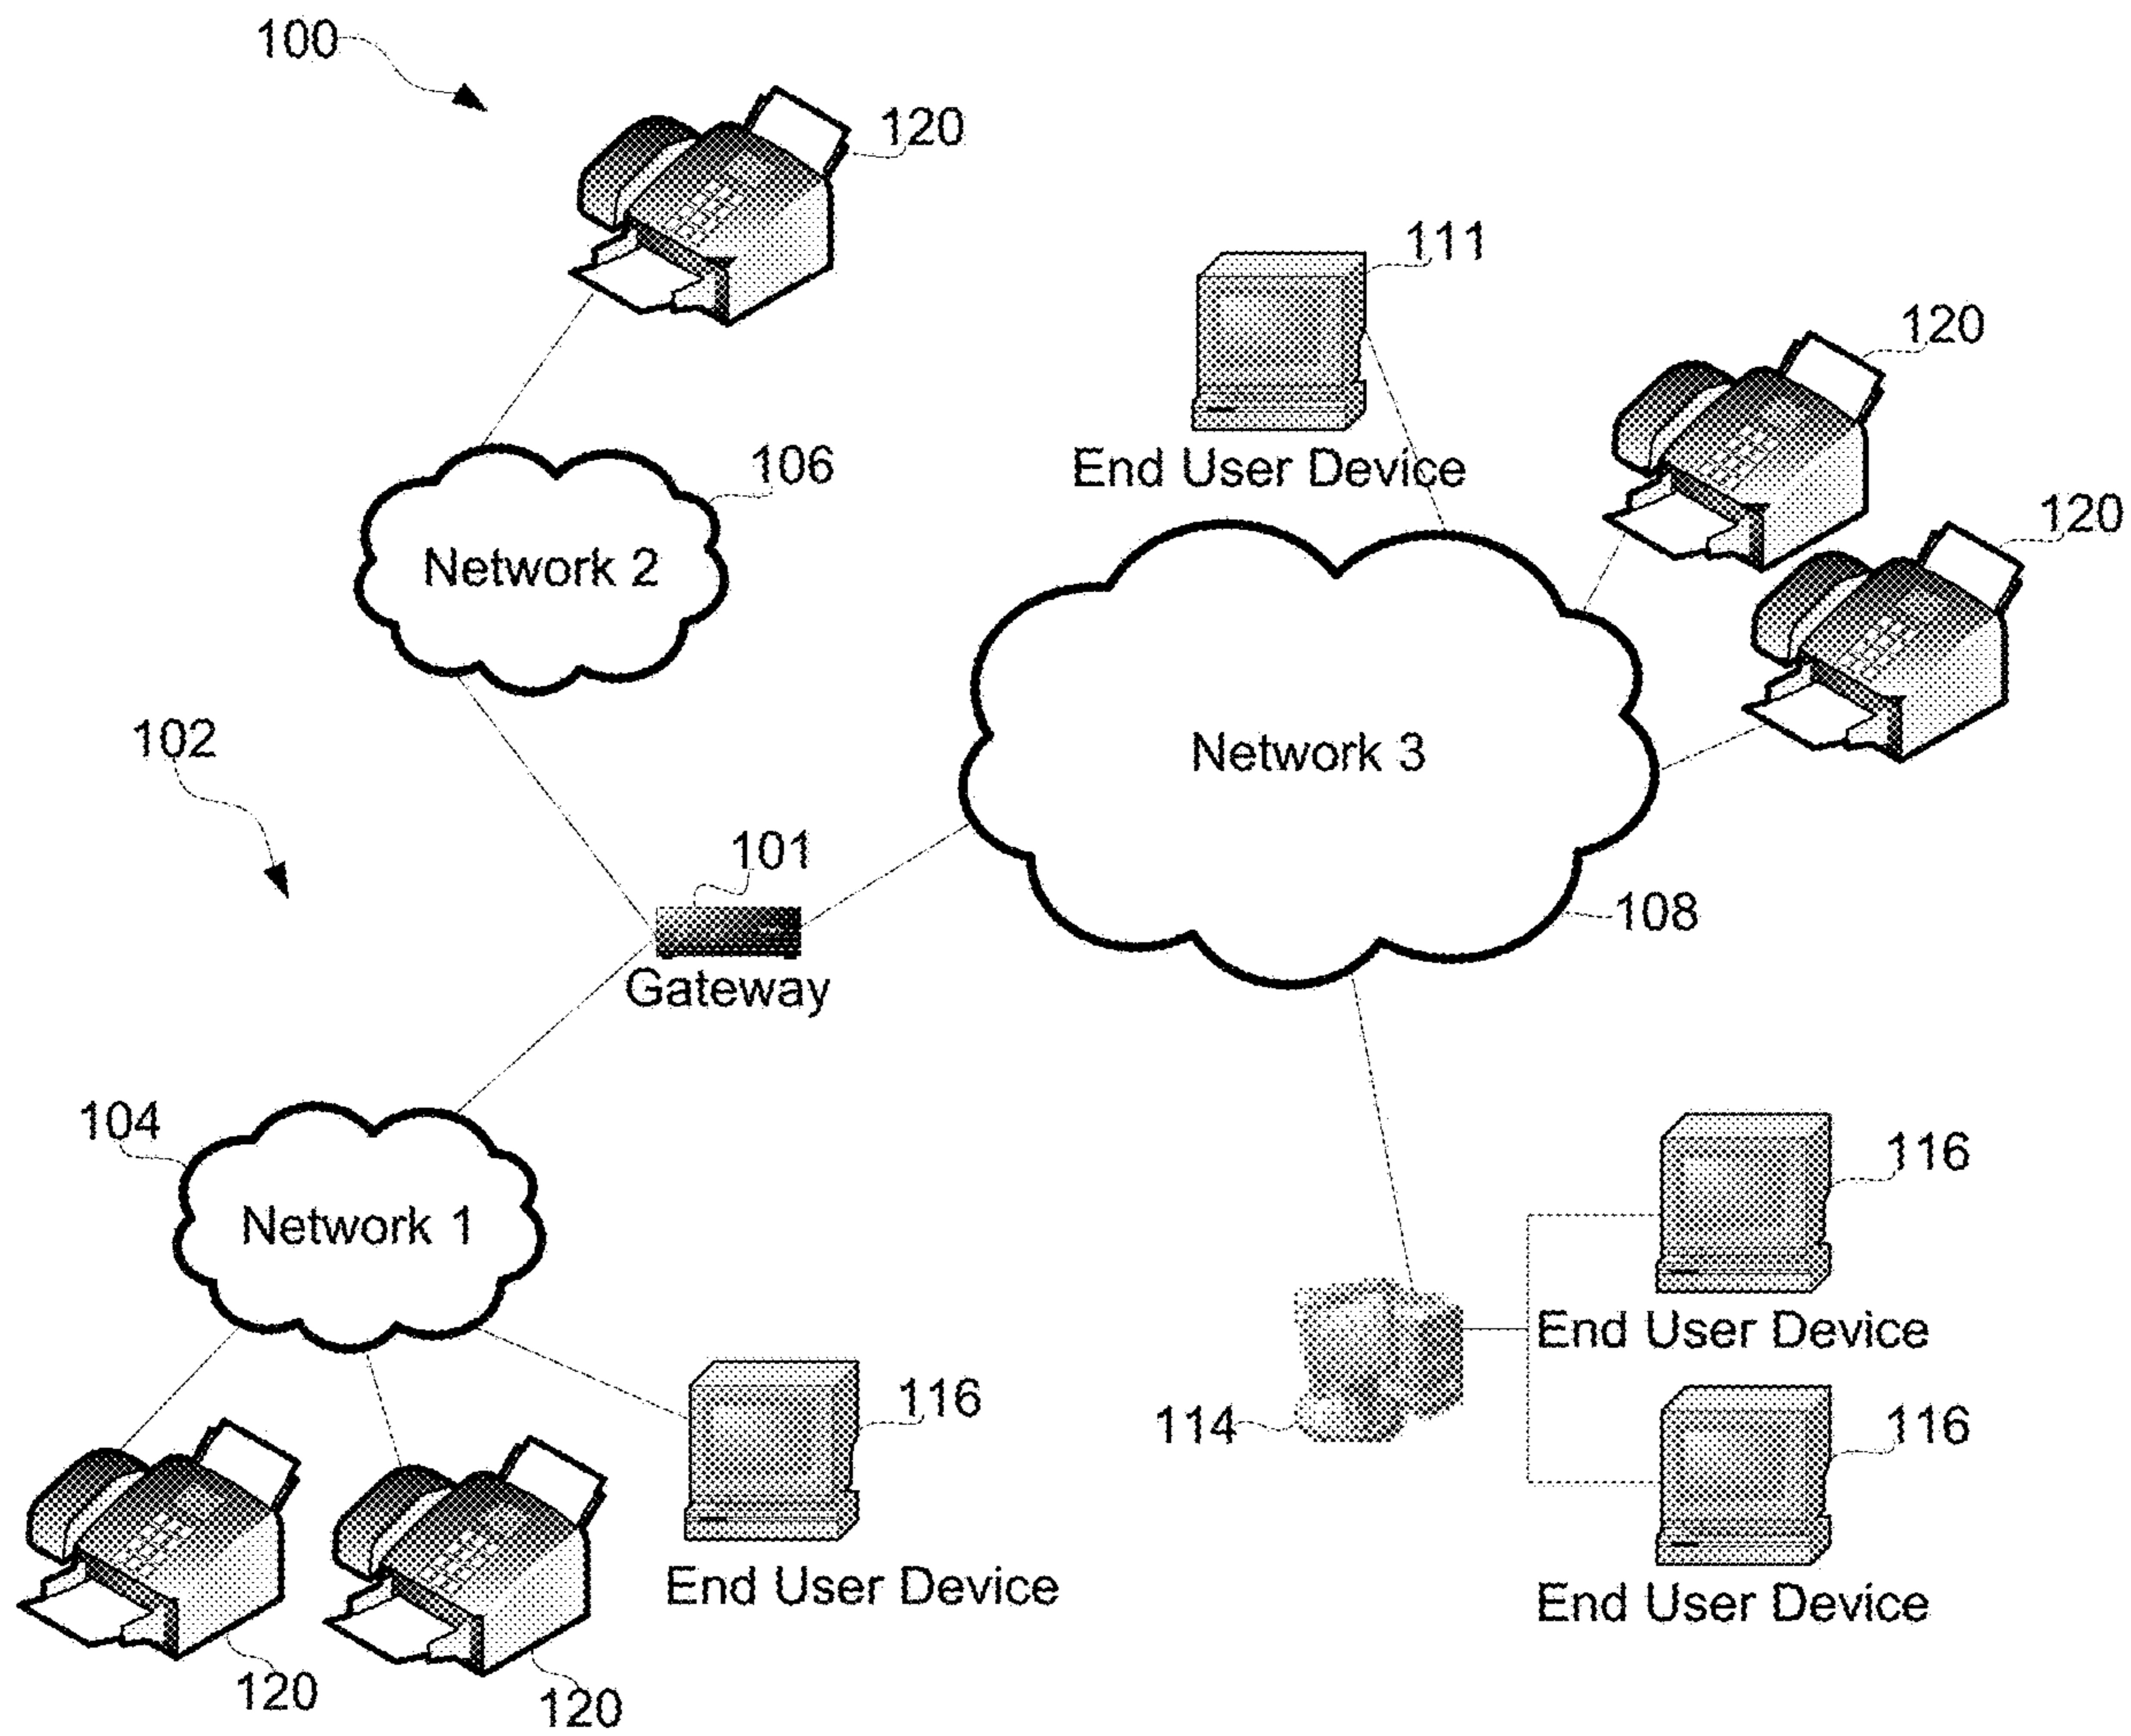 100
120
111
120
End User Device
106
120
Network 2
102
Network 3
101
108
Gateway
104
116
Network 1
End User Device
116
114
116
End User Device
End User Device
120
120